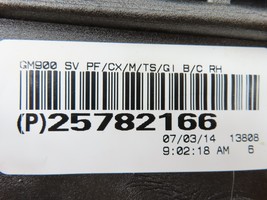 GM900 SV PF/CX/M/TS/GI B/C RH
(P)25782166
07/03/14 13808
9:02:18 AM 6